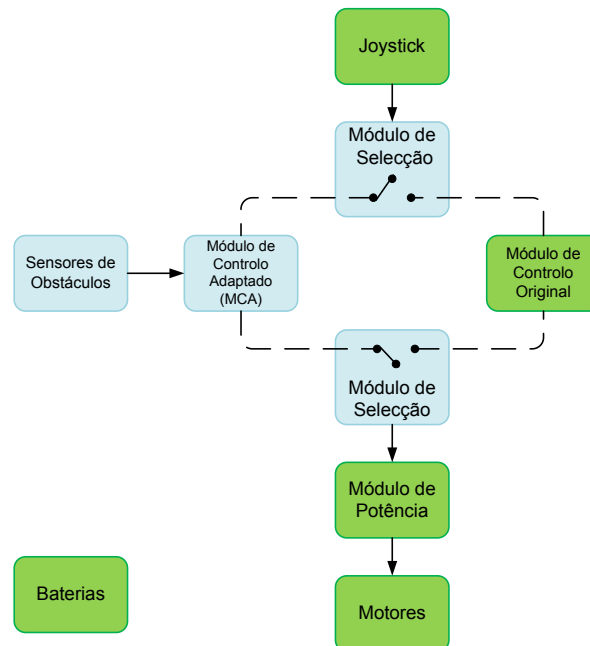 Joystick
Módulo de
Selecção
Sensores de
Obstáculos
Módulo de
Controlo
Adaptado
(MCA)
Módulo de
Controlo
Original
Módulo de
Selecção
Módulo de
Potência
Baterias
Motores